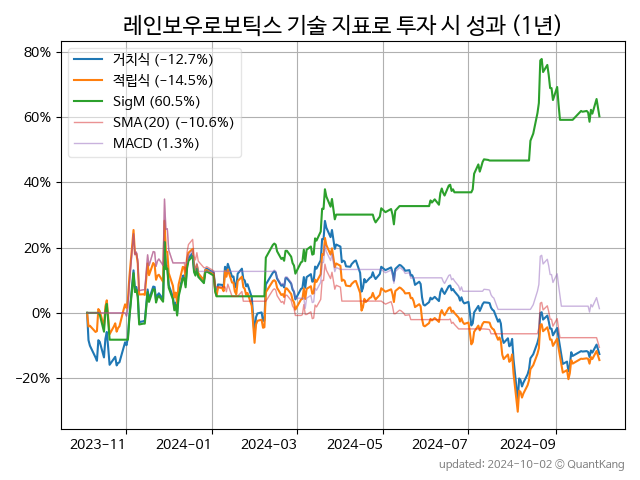 레인보우로보틱스 기술 지표로 투자 시 성과 (1년)
거치식 (-12.7%)
적립식 (-14.5%)
SigM (60.5%)
SMA(20) (-10.6%)
MACD (1.3%)
80%
60%
40%
20%
0%
-20%
2023-11 2024-01 2024-03 2024-05 2024-07 2024-09
updated: 2024-10-02 © QuantKang